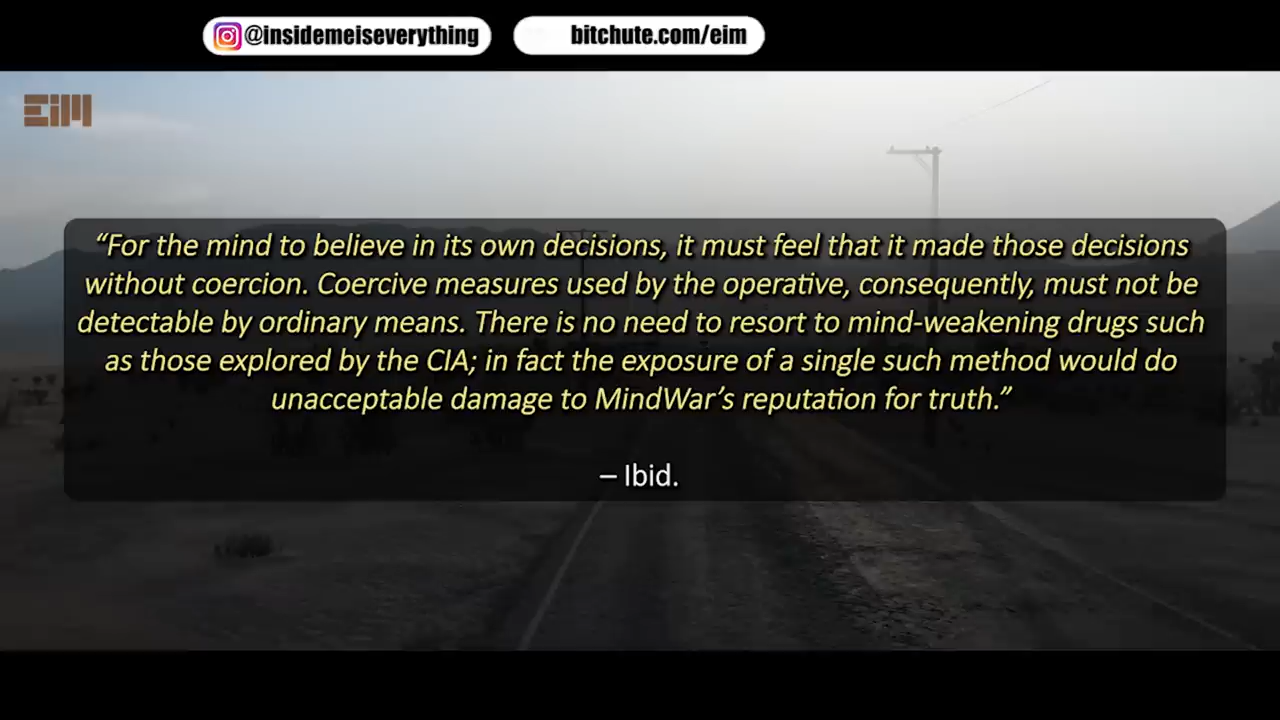 @insidemeiseverything bitchute.com/eim
EiM
“For the mind to believe in its own decisions, it must feel that it made those decisions
without coercion. Coercive measures used by the operative, consequently, must not be
detectable by ordinary means. There is no need to resort to mind-weakening drugs such
as those explored by the CIA; in fact the exposure of a single such method would do
unacceptable damage to MindWar’s reputation for truth.”
– Ibid.